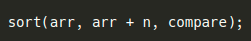 sort(arr, arr + n, compare);